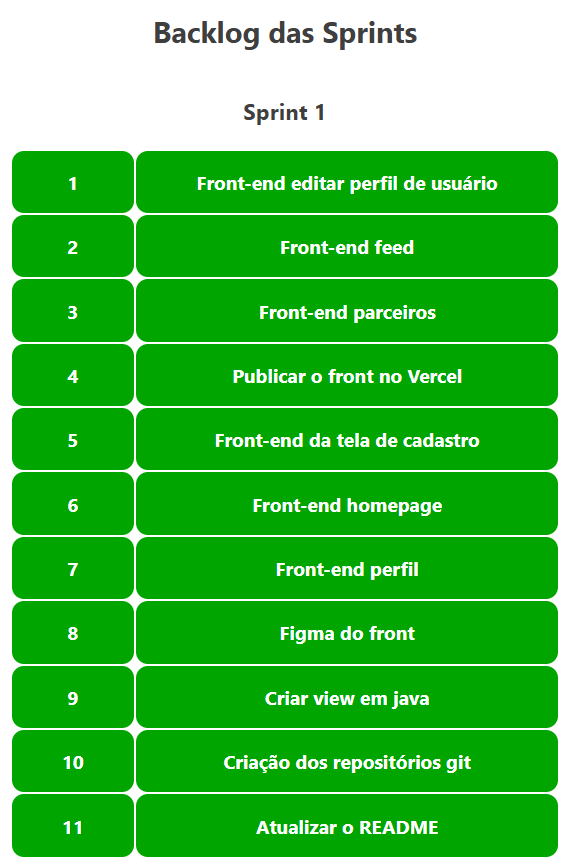 Backlog das Sprints
Sprint 1
1 Front-end editar perfil de usuário
2 Front-end feed
3 Front-end parceiros
4 Publicar o front no Vercel
5 Front-end da tela de cadastro
6 Front-end homepage
7 Front-end perfil
8 Figma do front
9 Criar view em java
10 Criação dos repositórios git
11 Atualizar o README